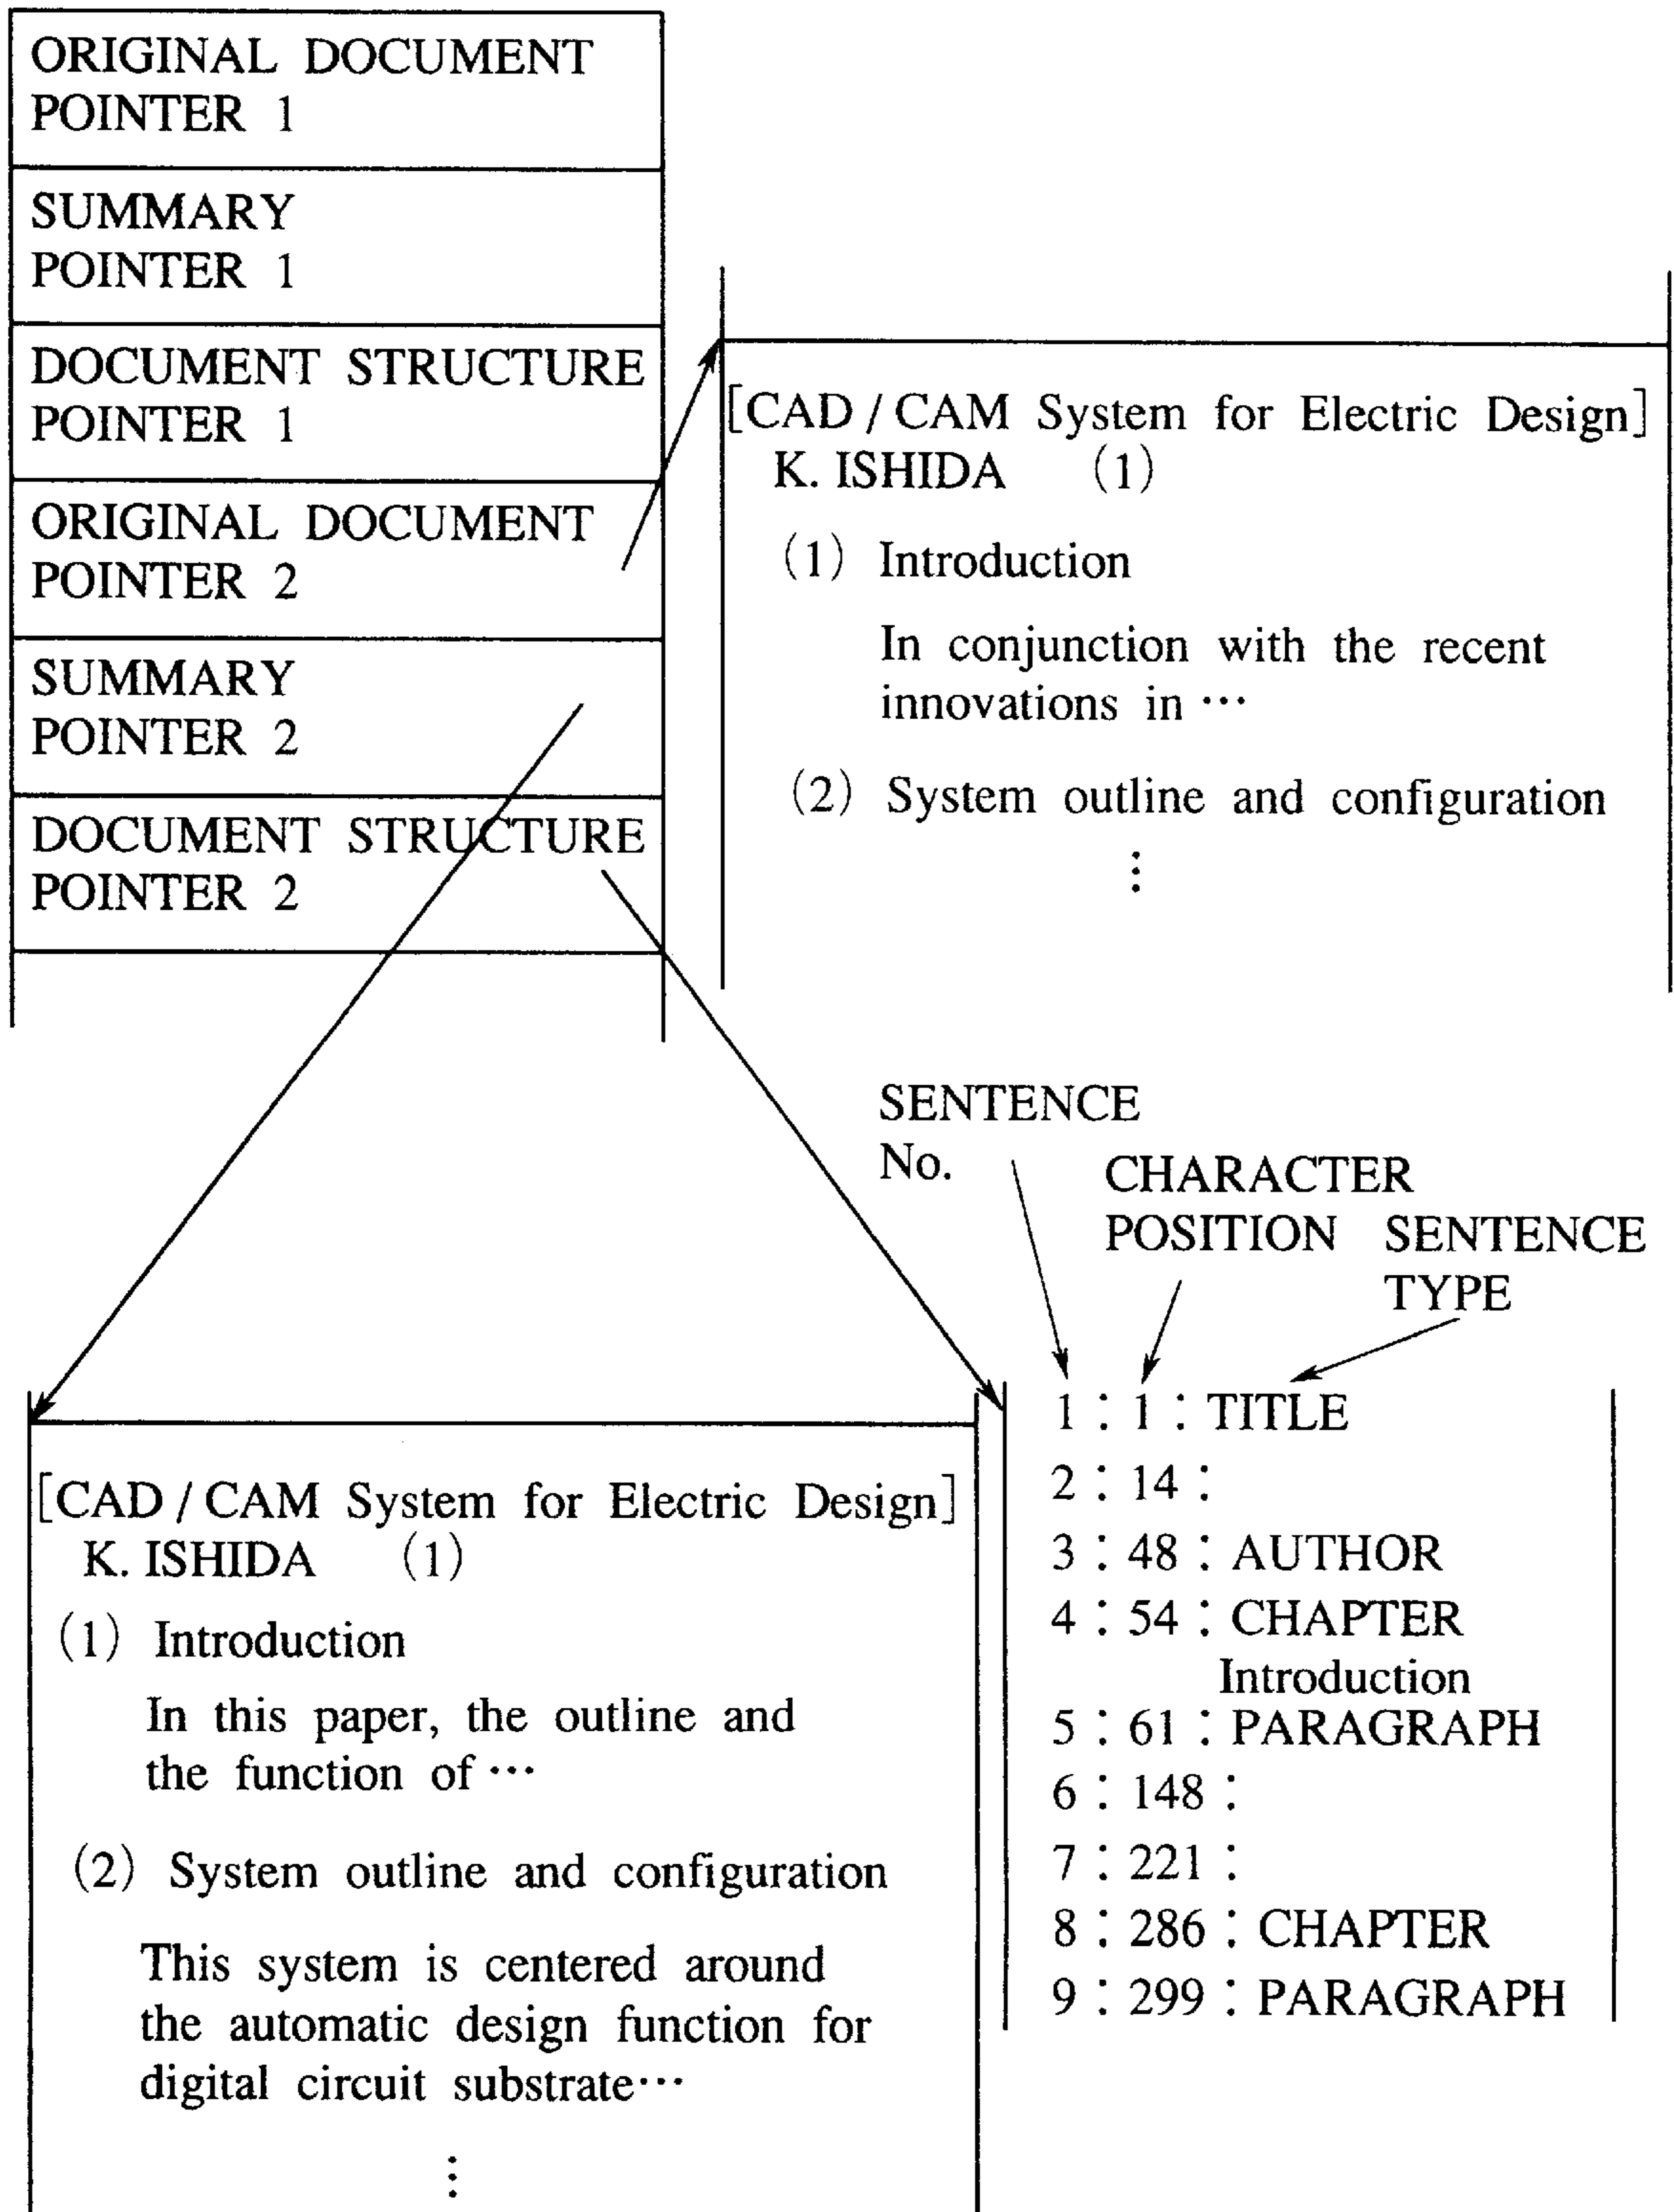 ORIGINAL DOCUMENT
POINTER 1
SUMMARY
POINTER 1
DOCUMENT STRUCTURE
POINTER 1
ORIGINAL DOCUMENT
POINTER 2
SUMMARY
POINTER 2
DOCUMENT STRUCTURE
POINTER 2
[CAD / CAM System for Electric Design]
K. ISHIDA (1)
(1) Introduction
In conjunction with the recent
innovations in ⋯
(2) System outline and configuration
⋮
SENTENCE
No.
CHARACTER
POSITION
SENTENCE
TYPE
[CAD / CAM System for Electric Design]
K. ISHIDA (1)
(1) Introduction
In this paper, the outline and
the function of ⋯
(2) System outline and configuration
This system is centered around
the automatic design function for
digital circuit substrate⋯
⋮
1 : 1 : TITLE
2 : 14 :
3 : 48 : AUTHOR
4 : 54 : CHAPTER
Introduction
5 : 61 : PARAGRAPH
6 : 148 :
7 : 221 :
8 : 286 : CHAPTER
9 : 299 : PARAGRAPH